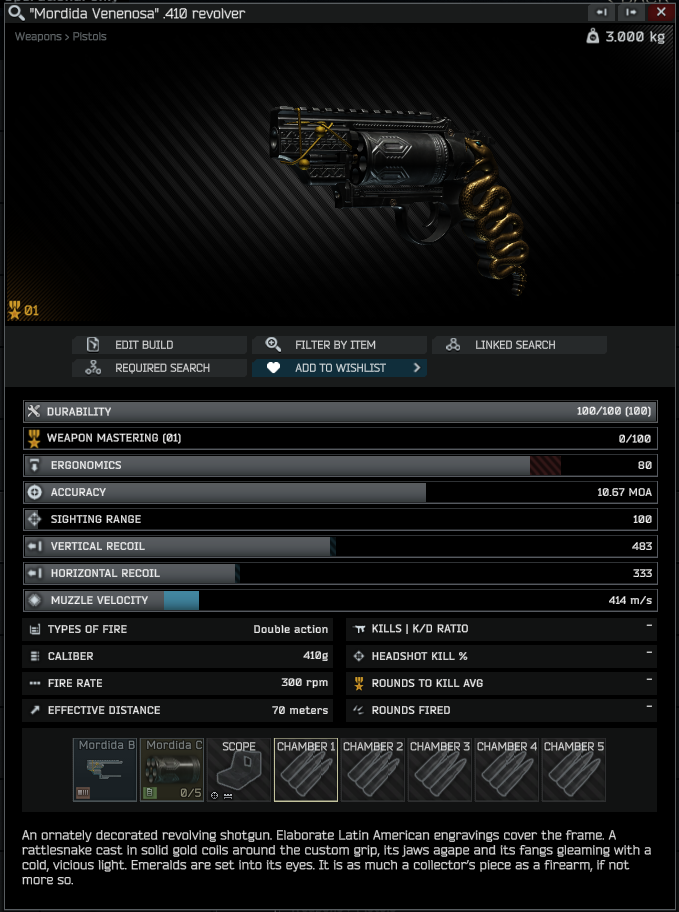 "Mordida Venenosa" .410 revolver
Weapons > Pistols
3.000 kg
01
EDIT BUILD
FILTER BY ITEM
LINKED SEARCH
REQUIRED SEARCH
ADD TO WISHLIST >
DURABILITY 100/100 (100)
WEAPON MASTERING (01) 0/100
ERGONOMICS 80
ACCURACY 10.67 MOA
SIGHTING RANGE 100
VERTICAL RECOIL 483
HORIZONTAL RECOIL 333
MUZZLE VELOCITY 414 m/s
TYPES OF FIRE Double action
KILLS | K/D RATIO -
CALIBER 410g
HEADSHOT KILL % -
FIRE RATE 300 rpm
ROUNDS TO KILL AVG -
EFFECTIVE DISTANCE 70 meters
ROUNDS FIRED -
Mordida B
Mordida C
0/5
SCOPE
CHAMBER 1
CHAMBER 2
CHAMBER 3
CHAMBER 4
CHAMBER 5
An ornately decorated revolving shotgun. Elaborate Latin American engravings cover the frame. A
rattlesnake cast in solid gold coils around the custom grip, its jaws agape and its fangs gleaming with a
cold, vicious light. Emeralds are set into its eyes. It is as much a collector's piece as a firearm, if not
more so.